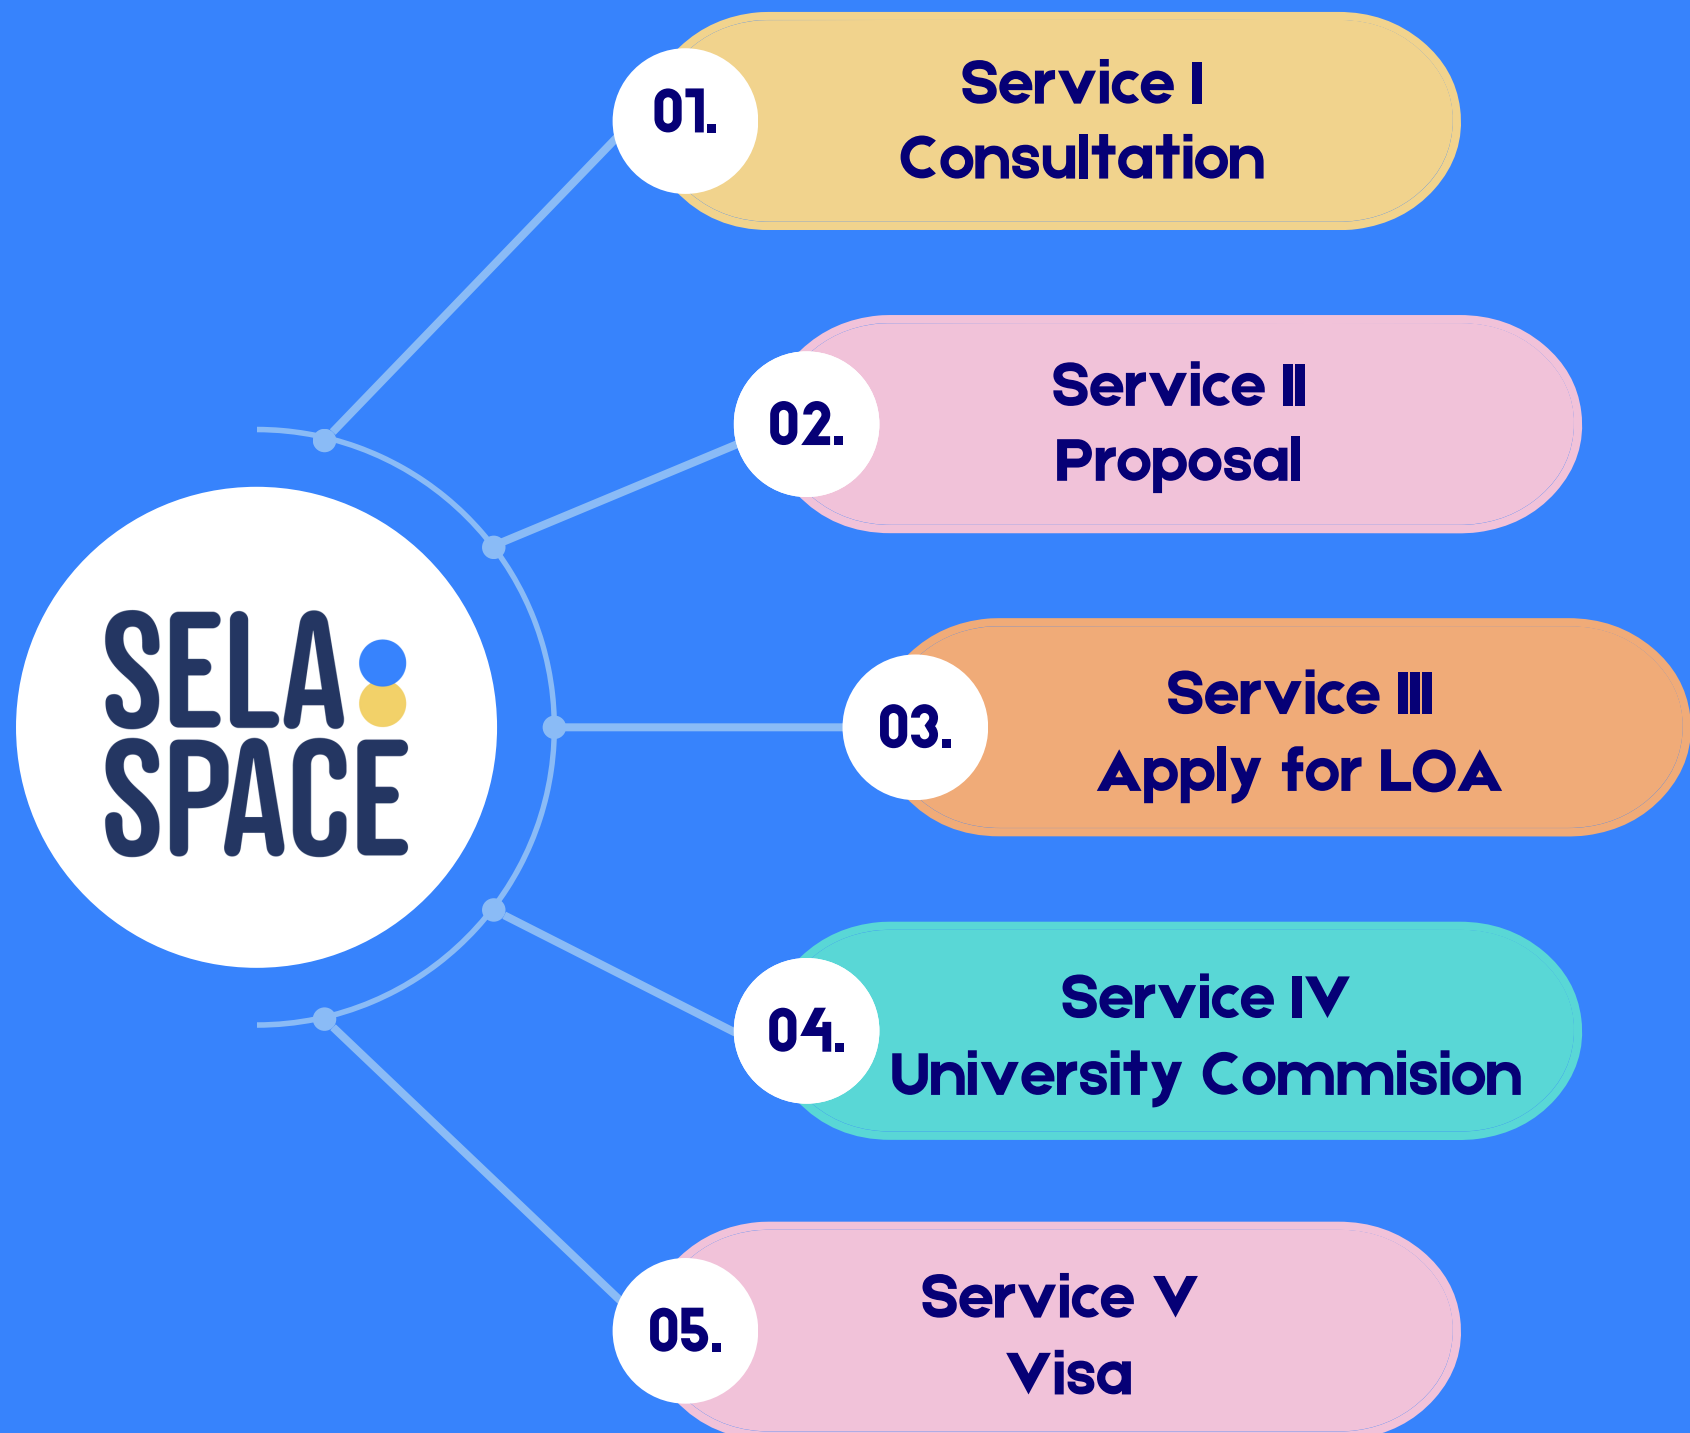 01.
Service I
Consultation
02.
Service II
Proposal
SELA
SPACE
03.
Service III
Apply for LOA
04.
Service IV
University Commision
05.
Service V
Visa